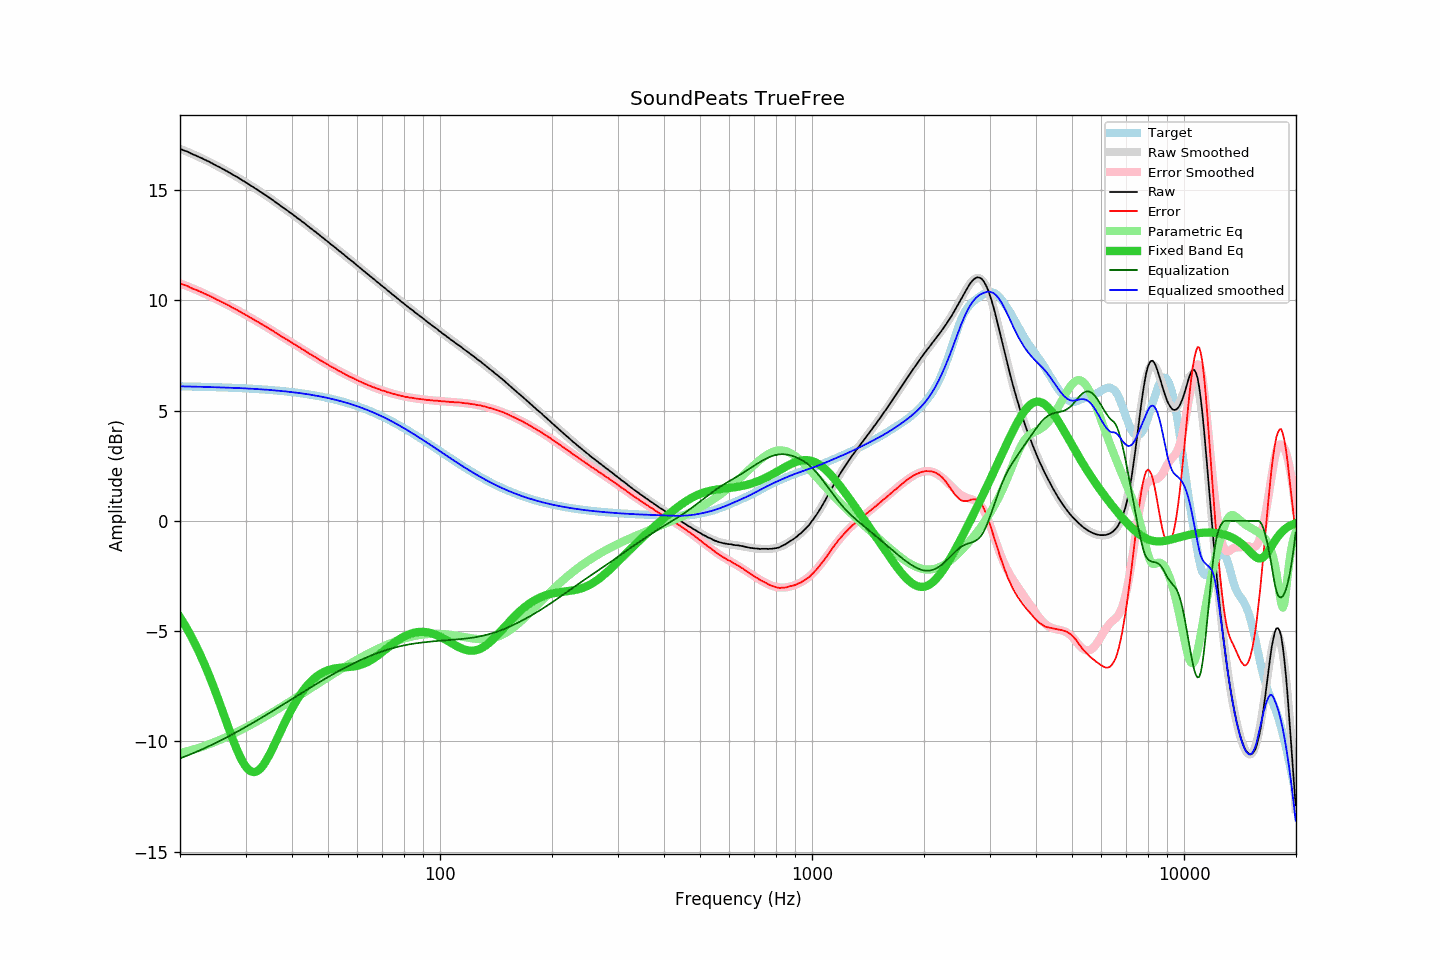 SoundPeats TrueFree
Target
Raw Smoothed
Error Smoothed
Raw
Error
Parametric Eq
Fixed Band Eq
Equalization
Equalized smoothed
Amplitude (dBr)
15
10
5
0
−5
−10
−15
100
1000
10000
Frequency (Hz)